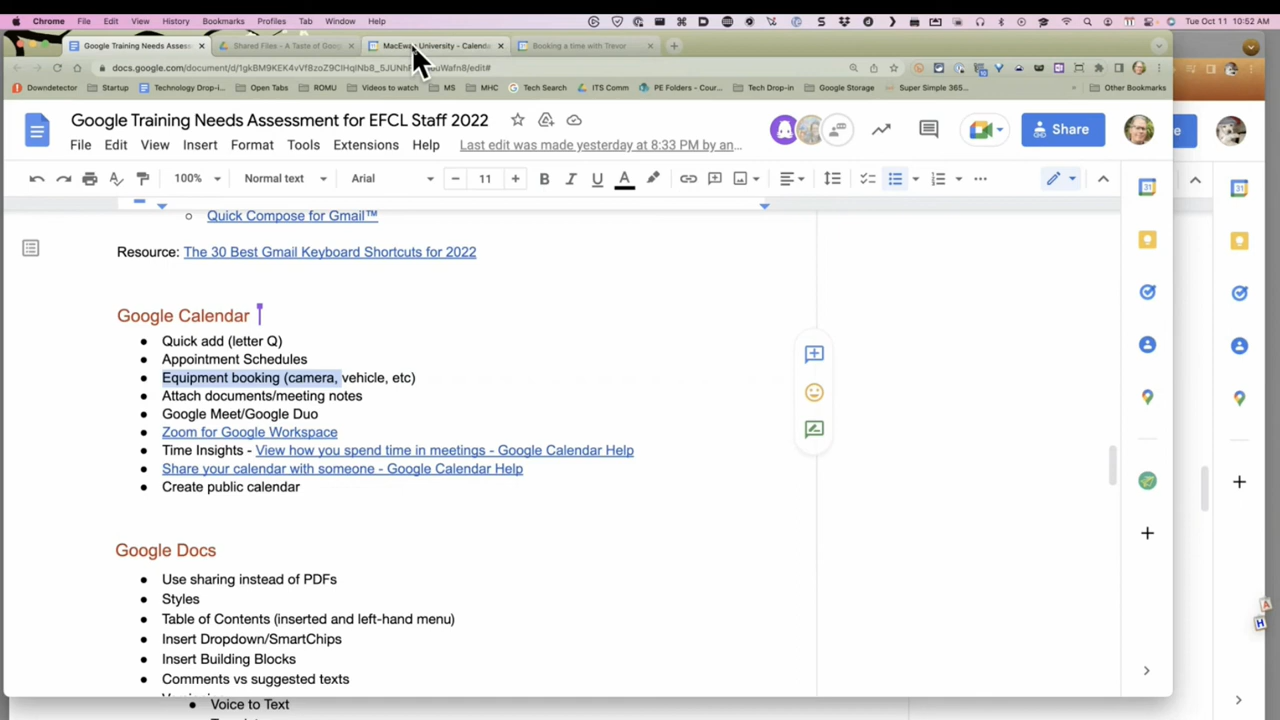 Chrome File Edit View History Bookmarks Profiles Tab Window Help Tue Oct 11 10:52 AM
Google Training Needs Assess Shared Files - A Taste of Goog MacEwan University - Calenda Booking a time with Trevor
docs.google.com/document/d/
Downdetector Startup Technology Drop-i... Open Tabs ROMU Videos to watch MS MHC Tech Search ITS Comm PE Folders - Cour... Tech Drop-in Google Storage Super Simple 365... » Other Bookmarks
Google Training Needs Assessment for EFCL Staff 2022
Share
File Edit View Insert Format Tools Extensions Help Last edit was made yesterday at 8:33 PM by an...
100% Normal text Arial 11 B I U A
Quick Compose for Gmail™
Resource: The 30 Best Gmail Keyboard Shortcuts for 2022
Google Calendar
Quick add (letter Q)
Appointment Schedules
Equipment booking (camera, vehicle, etc)
Attach documents/meeting notes
Google Meet/Google Duo
Zoom for Google Workspace
Time Insights - View how you spend time in meetings - Google Calendar Help
Share your calendar with someone - Google Calendar Help
Create public calendar
Google Docs
Use sharing instead of PDFs
Styles
Table of Contents (inserted and left-hand menu)
Insert Dropdown/SmartChips
Insert Building Blocks
Comments vs suggested texts
Voice to Text